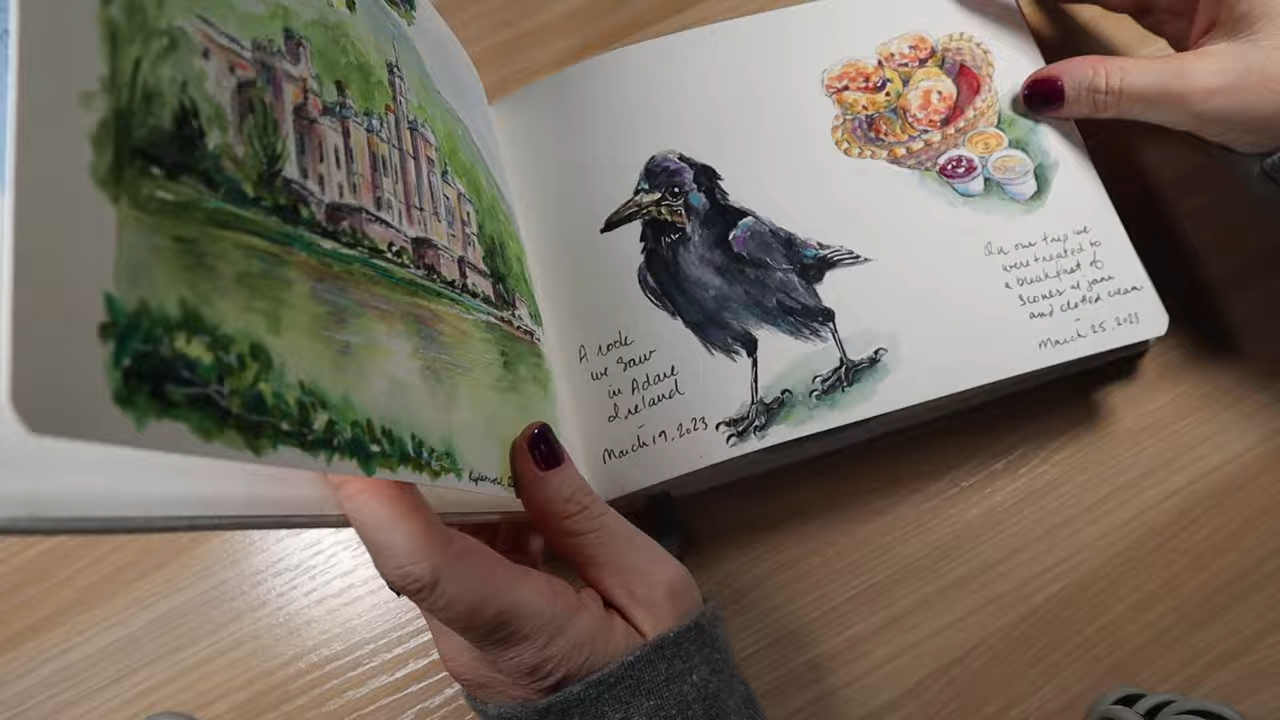 Kylemore,
A rook
we saw
in Adare
Ireland
March 19, 2023
On our trip we
were treated to
a breakfast of
Scones w/ jam
and clotted cream
March 25, 2023